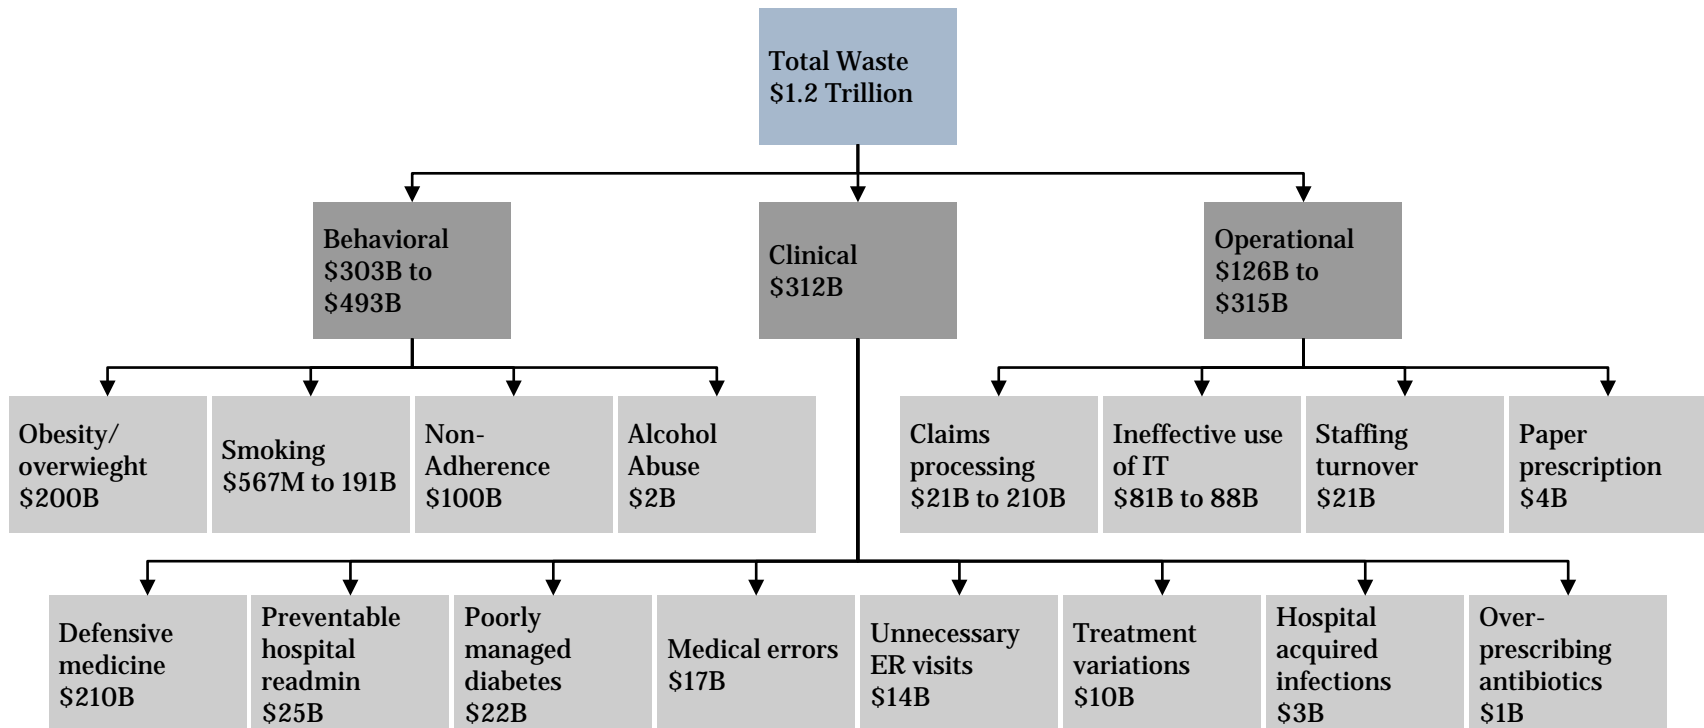 Total Waste
$1.2 Trillion
Behavioral
$303B to
$493B
Clinical
$312B
Operational
$126B to
$315B
Obesity/
overwieght
$200B
Smoking
$567M to 191B
Non-
Adherence
$100B
Alcohol
Abuse
$2B
Claims
processing
$21B to 210B
Ineffective use
of IT
$81B to 88B
Staffing
turnover
$21B
Paper
prescription
$4B
Defensive
medicine
$210B
Preventable
hospital
readmin
$25B
Poorly
managed
diabetes
$22B
Medical errors
$17B
Unnecessary
ER visits
$14B
Treatment
variations
$10B
Hospital
acquired
infections
$3B
Over-
prescribing
antibiotics
$1B